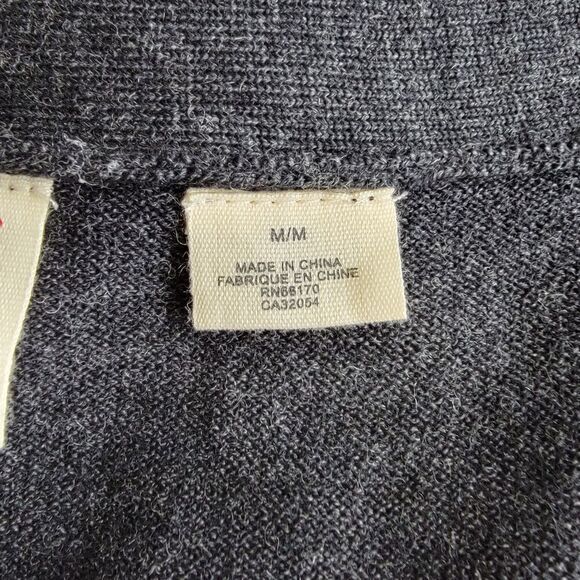 M/M
MADE IN CHINA
FABRIQUE EN CHINE
RN66170
CA32054